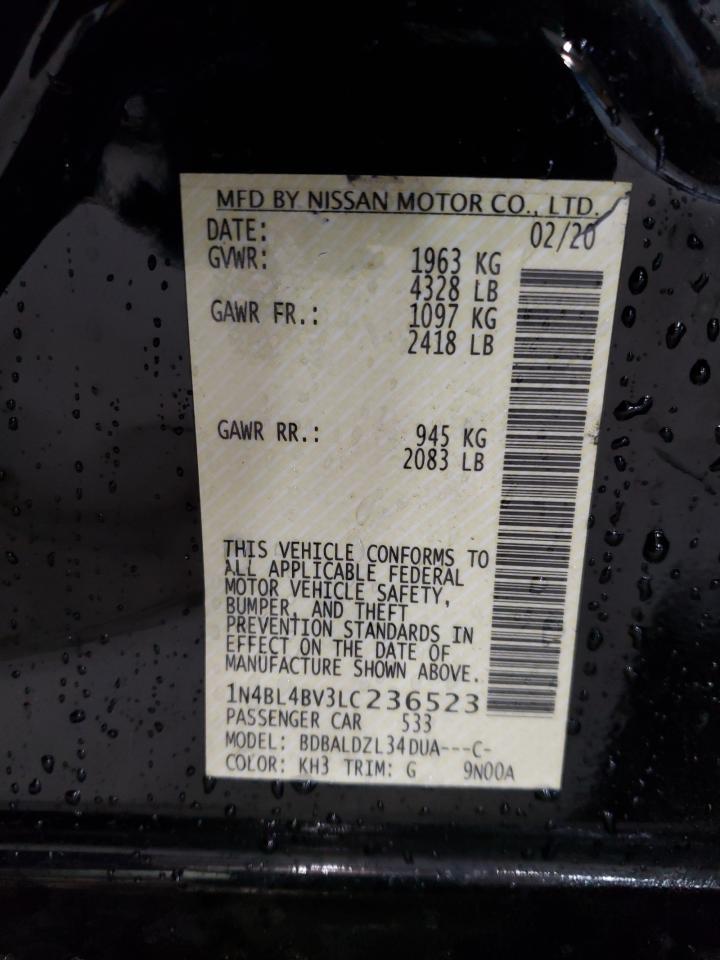 MFD BY NISSAN MOTOR CO., LTD.
DATE: 02/20
GVWR: 1963 KG
4328 LB
GAWR FR.: 1097 KG
2418 LB
GAWR RR.: 945 KG
2083 LB
THIS VEHICLE CONFORMS TO
ALL APPLICABLE FEDERAL
MOTOR VEHICLE SAFETY,
BUMPER, AND THEFT
PREVENTION STANDARDS IN
EFFECT ON THE DATE OF
MANUFACTURE SHOWN ABOVE.
1N4BL4BV3LC236523
PASSENGER CAR 533
MODEL: BDBALDZL34DUA---C-
COLOR: KH3 TRIM: G 9N00A